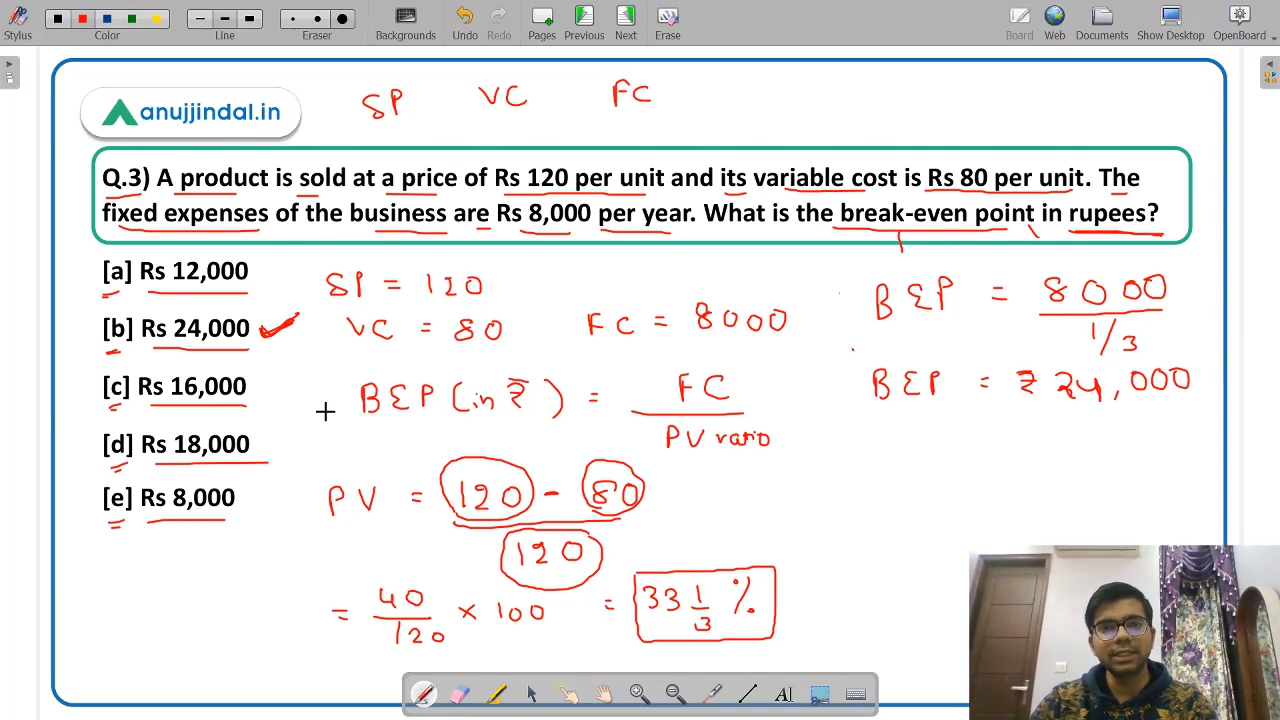 Stylus
Color
Line
Eraser
Backgrounds
Undo
Redo
Pages
Previous
Next
Erase
Board
Web
Documents
Show Desktop
OpenBoard
anujjindal.in
SP VC FC
Q.3) A product is sold at a price of Rs 120 per unit and its variable cost is Rs 80 per unit. The
fixed expenses of the business are Rs 8,000 per year. What is the break-even point in rupees?
[a] Rs 12,000
[b] Rs 24,000 ✓
[c] Rs 16,000
[d] Rs 18,000
[e] Rs 8,000
SP = 120
VC = 80 FC = 8000
BEP (in ₹) = FC
PV ratio
PV = 120 - 80
120
= 40 × 100 = 33 1/3 %
120
BEP = 8000
1/3
BEP = ₹ 24,000
A